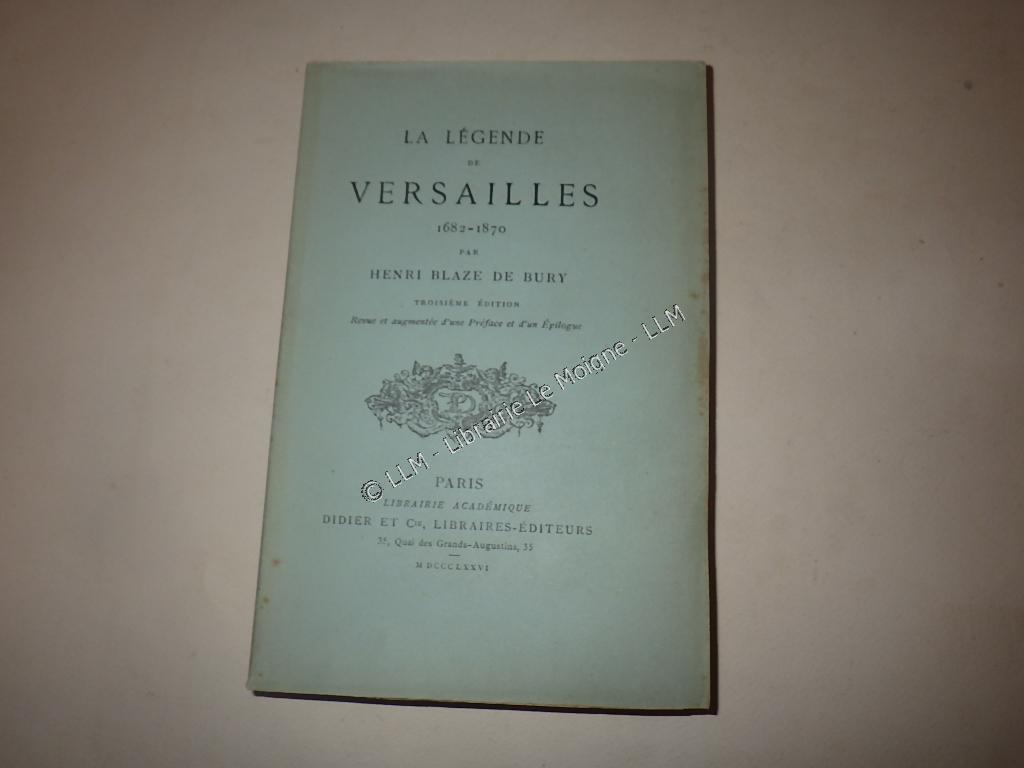 LA LÉGENDE
DE
VERSAILLES
1682-1870
PAR
HENRI BLAZE DE BURY
TROISIÈME ÉDITION
Revue et augmentée d'une Préface et d'un Épilogue
D
© LLM - Librairie Le Moigne - LLM
PARIS
LIBRAIRIE ACADÉMIQUE
DIDIER ET Cie, LIBRAIRES-ÉDITEURS
35, Quai des Grands-Augustins, 35
MDCCCLXXVI